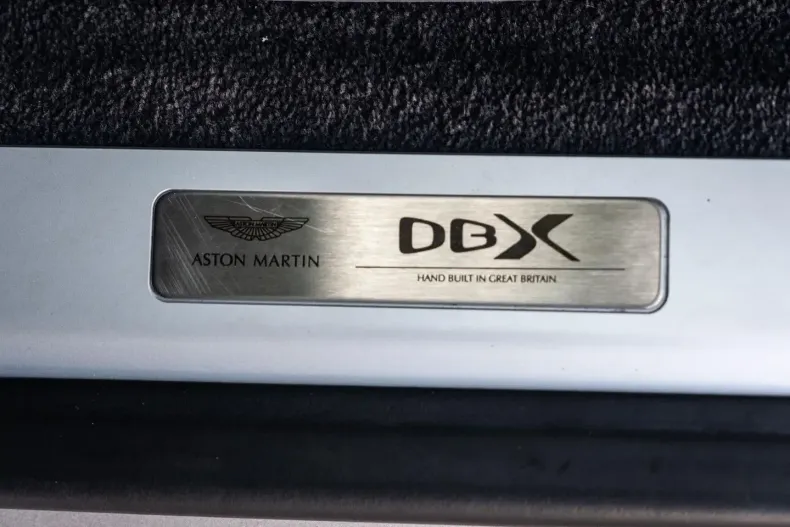 ASTON MARTIN
DBX
HAND BUILT IN GREAT BRITAIN